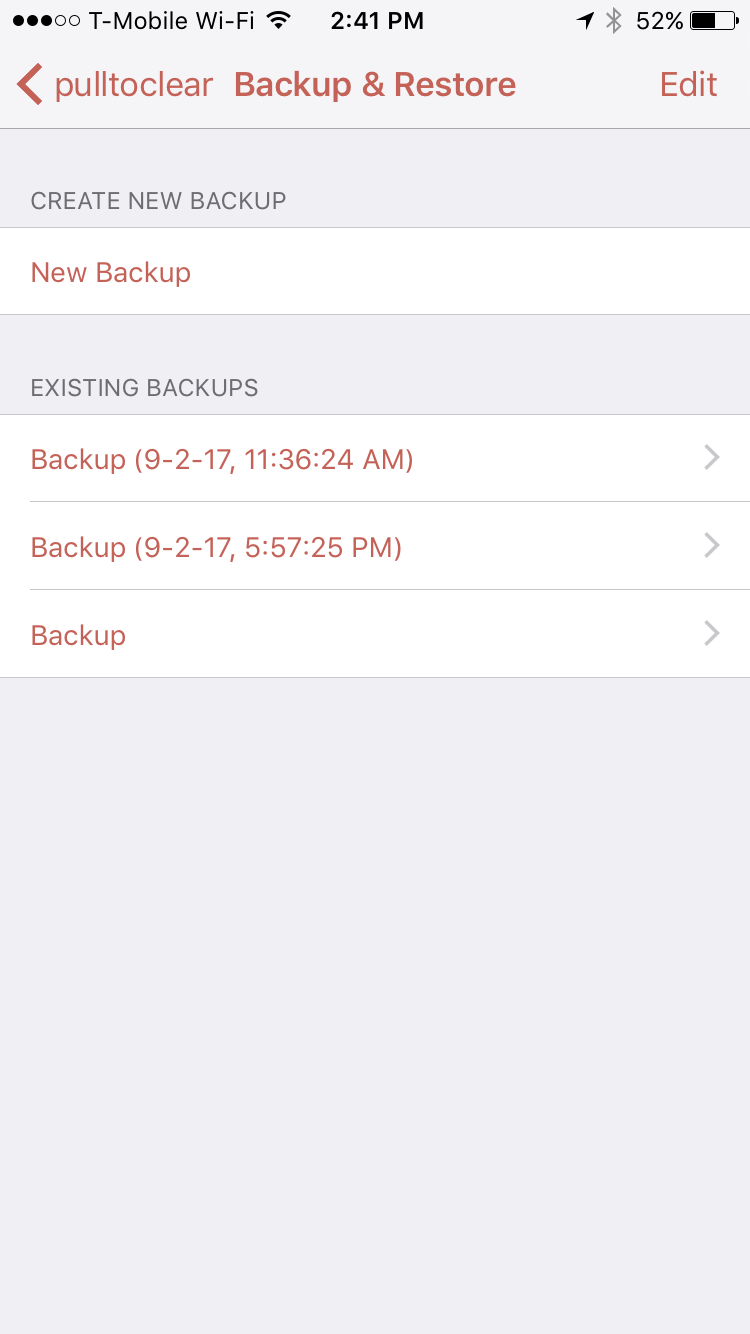 T-Mobile Wi-Fi 2:41 PM 52%
pulltoclear Backup & Restore Edit
CREATE NEW BACKUP
New Backup
EXISTING BACKUPS
Backup (9-2-17, 11:36:24 AM)
Backup (9-2-17, 5:57:25 PM)
Backup